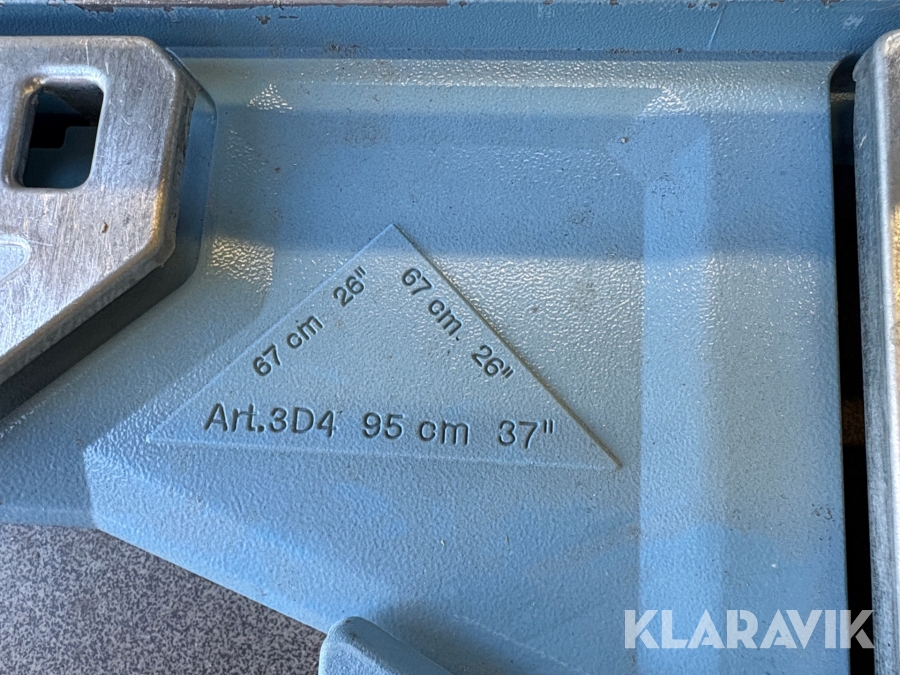 67 cm 26"
67 cm. 26"
Art.3D4 95 cm 37"
KLARAVIK